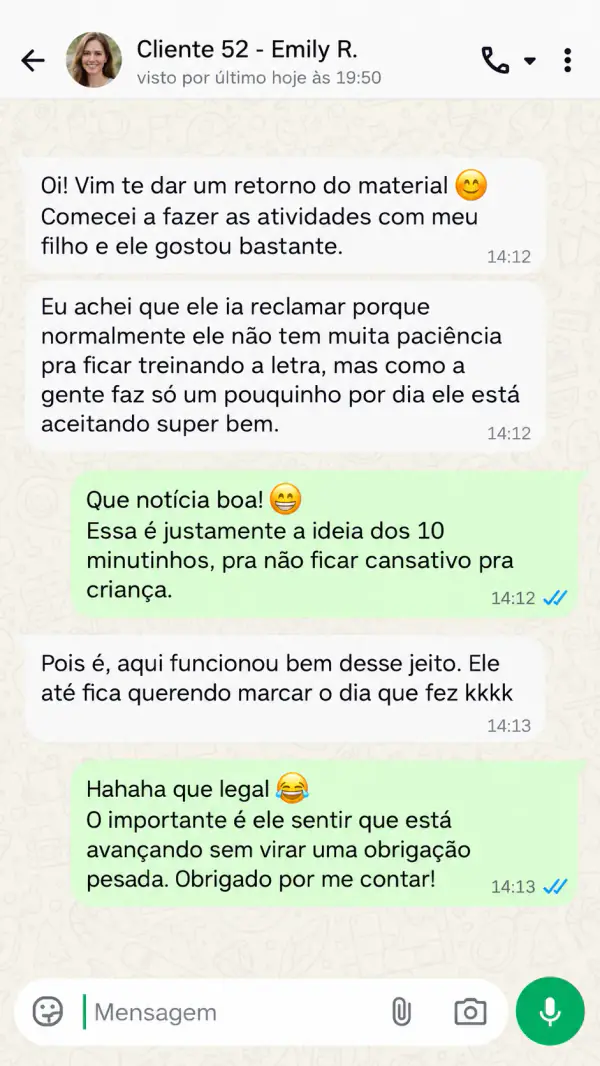 Cliente 52 - Emily R.
visto por último hoje às 19:50
Oi! Vim te dar um retorno do material 😊
Comecei a fazer as atividades com meu
filho e ele gostou bastante.
14:12
Eu achei que ele ia reclamar porque
normalmente ele não tem muita paciência
pra ficar treinando a letra, mas como a
gente faz só um pouquinho por dia ele está
aceitando super bem.
14:12
Que notícia boa! 😄
Essa é justamente a ideia dos 10
minutinhos, pra não ficar cansativo pra
criança.
14:12
Pois é, aqui funcionou bem desse jeito. Ele
até fica querendo marcar o dia que fez kkkk
14:13
Hahaha que legal 😂
O importante é ele sentir que está
avançando sem virar uma obrigação
pesada. Obrigado por me contar!
14:13
Mensagem